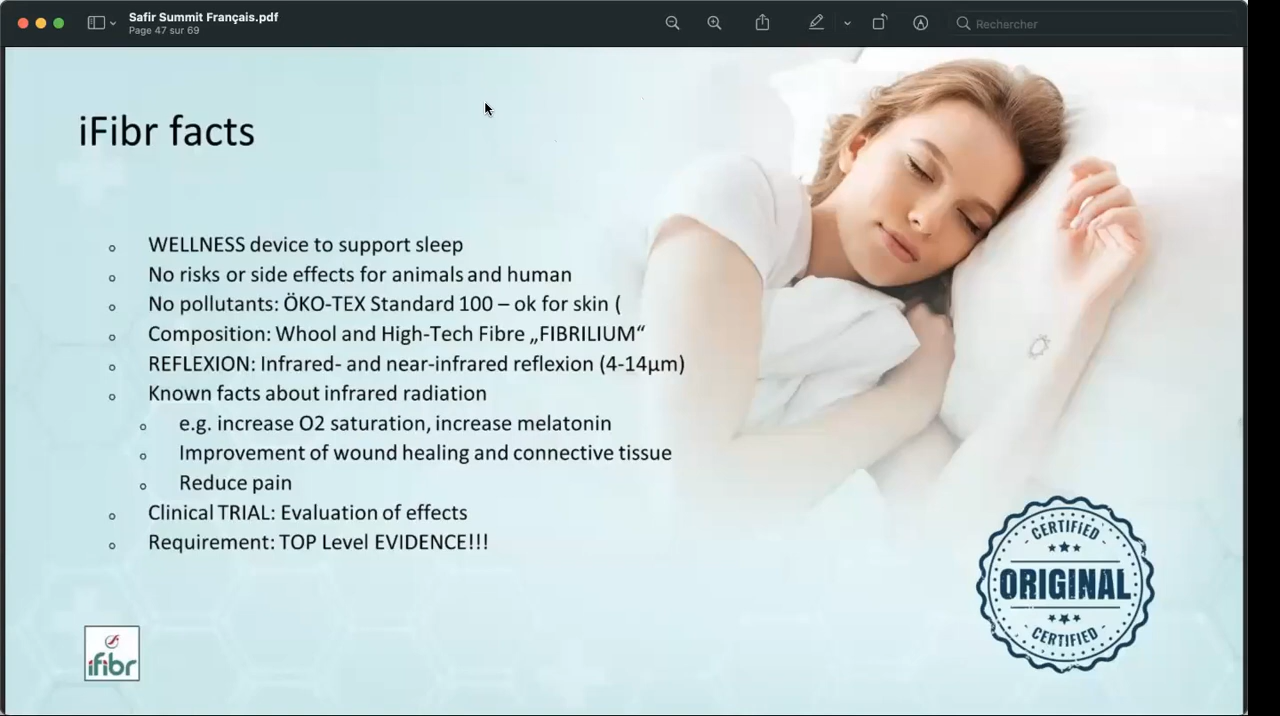 Safir Summit Français.pdf
Page 47 sur 69
Rechercher
iFibr facts
WELLNESS device to support sleep
No risks or side effects for animals and human
No pollutants: ÖKO-TEX Standard 100 – ok for skin (
Composition: Whool and High-Tech Fibre „FIBRILIUM“
REFLEXION: Infrared- and near-infrared reflexion (4-14µm)
Known facts about infrared radiation
e.g. increase O2 saturation, increase melatonin
Improvement of wound healing and connective tissue
Reduce pain
Clinical TRIAL: Evaluation of effects
Requirement: TOP Level EVIDENCE!!!
CERTIFIED
ORIGINAL
CERTIFIED
ifibr